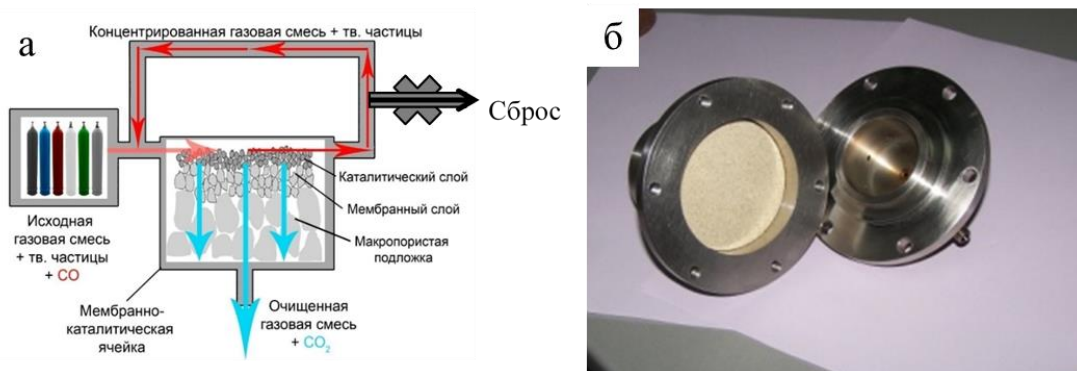 а
Концентрированная газовая смесь + тв. частицы
Сброс
Каталитический слой
Мембранный слой
Макропористая
подложка
Исходная
газовая смесь
+ тв. частицы
+ CO
Мембранно-
каталитическая
ячейка
Очищенная
газовая смесь
+ CO₂
б